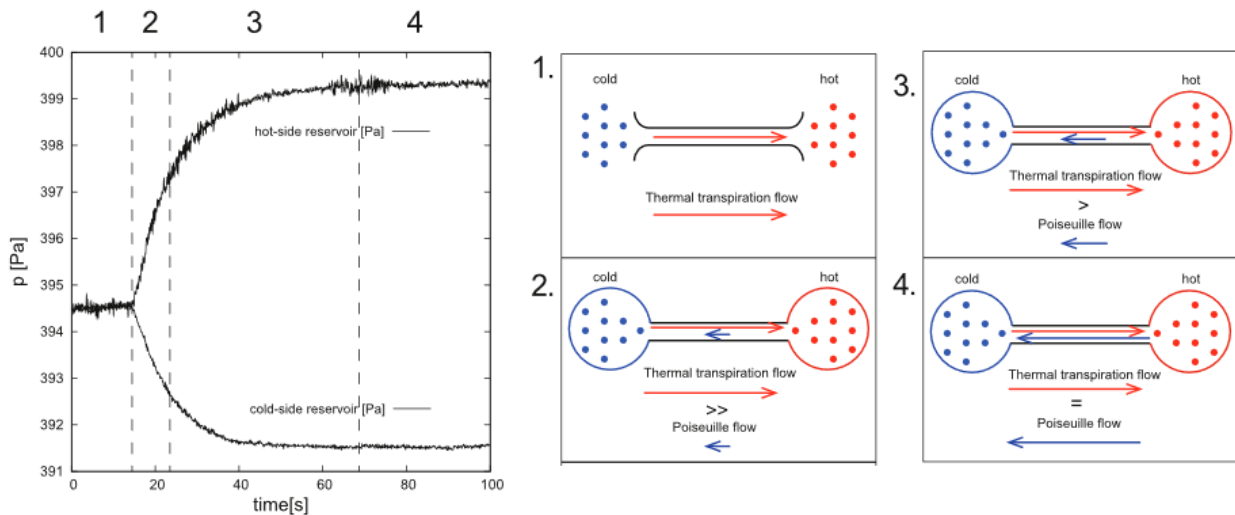 1 2 3 4
400
399
398
397
396
395
394
393
392
391
p [Pa]
hot-side reservoir [Pa]
cold-side reservoir [Pa]
0 20 40 60 80 100
time[s]
1.
cold hot
Thermal transpiration flow
2.
cold hot
Thermal transpiration flow
>>
Poiseuille flow
3.
cold hot
Thermal transpiration flow
>
Poiseuille flow
4.
cold hot
Thermal transpiration flow
=
Poiseuille flow